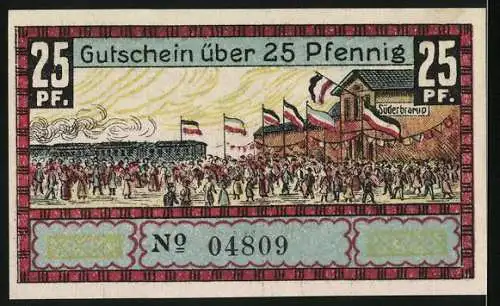 Gutschein über 25 Pfennig
25 PF.
25 PF.
Süderbrarup
Nº 04809